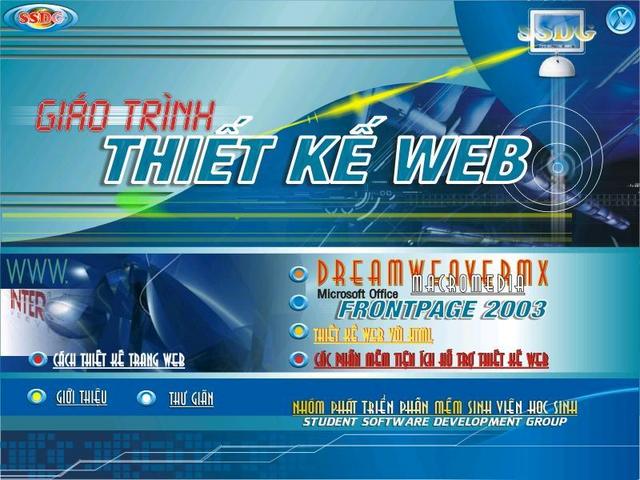 SSDG
SSDG
GIÁO TRÌNH
THIẾT KẾ WEB
WWW.
INTER
DREAMWEAVERMX
MACROMEDIA
Microsoft Office
FRONTPAGE 2003
THIẾT KẾ WEB VỚI HTML
CÁCH THIẾT KẾ TRANG WEB
CÁC PHẦN MỀM TIỆN ÍCH HỖ TRỢ THIẾT KẾ WEB
GIỚI THIỆU
THƯ GIÃN
NHÓM PHÁT TRIỂN PHẦN MỀM SINH VIÊN HỌC SINH
STUDENT SOFTWARE DEVELOPMENT GROUP